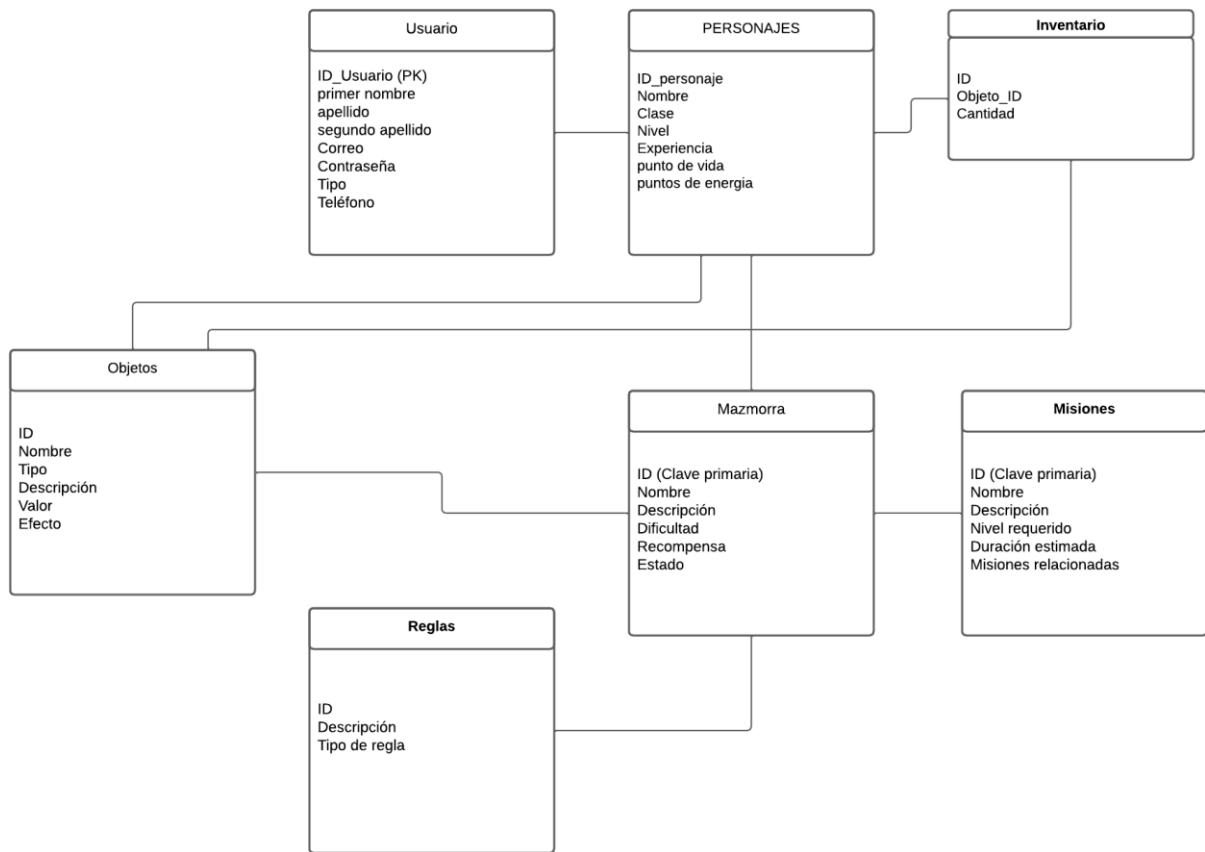 Usuario
ID_Usuario (PK)
primer nombre
apellido
segundo apellido
Correo
Contraseña
Tipo
Teléfono
PERSONAJES
ID_personaje
Nombre
Clase
Nivel
Experiencia
punto de vida
puntos de energia
Inventario
ID
Objeto_ID
Cantidad
Objetos
ID
Nombre
Tipo
Descripción
Valor
Efecto
Mazmorra
ID (Clave primaria)
Nombre
Descripción
Dificultad
Recompensa
Estado
Misiones
ID (Clave primaria)
Nombre
Descripción
Nivel requerido
Duración estimada
Misiones relacionadas
Reglas
ID
Descripción
Tipo de regla